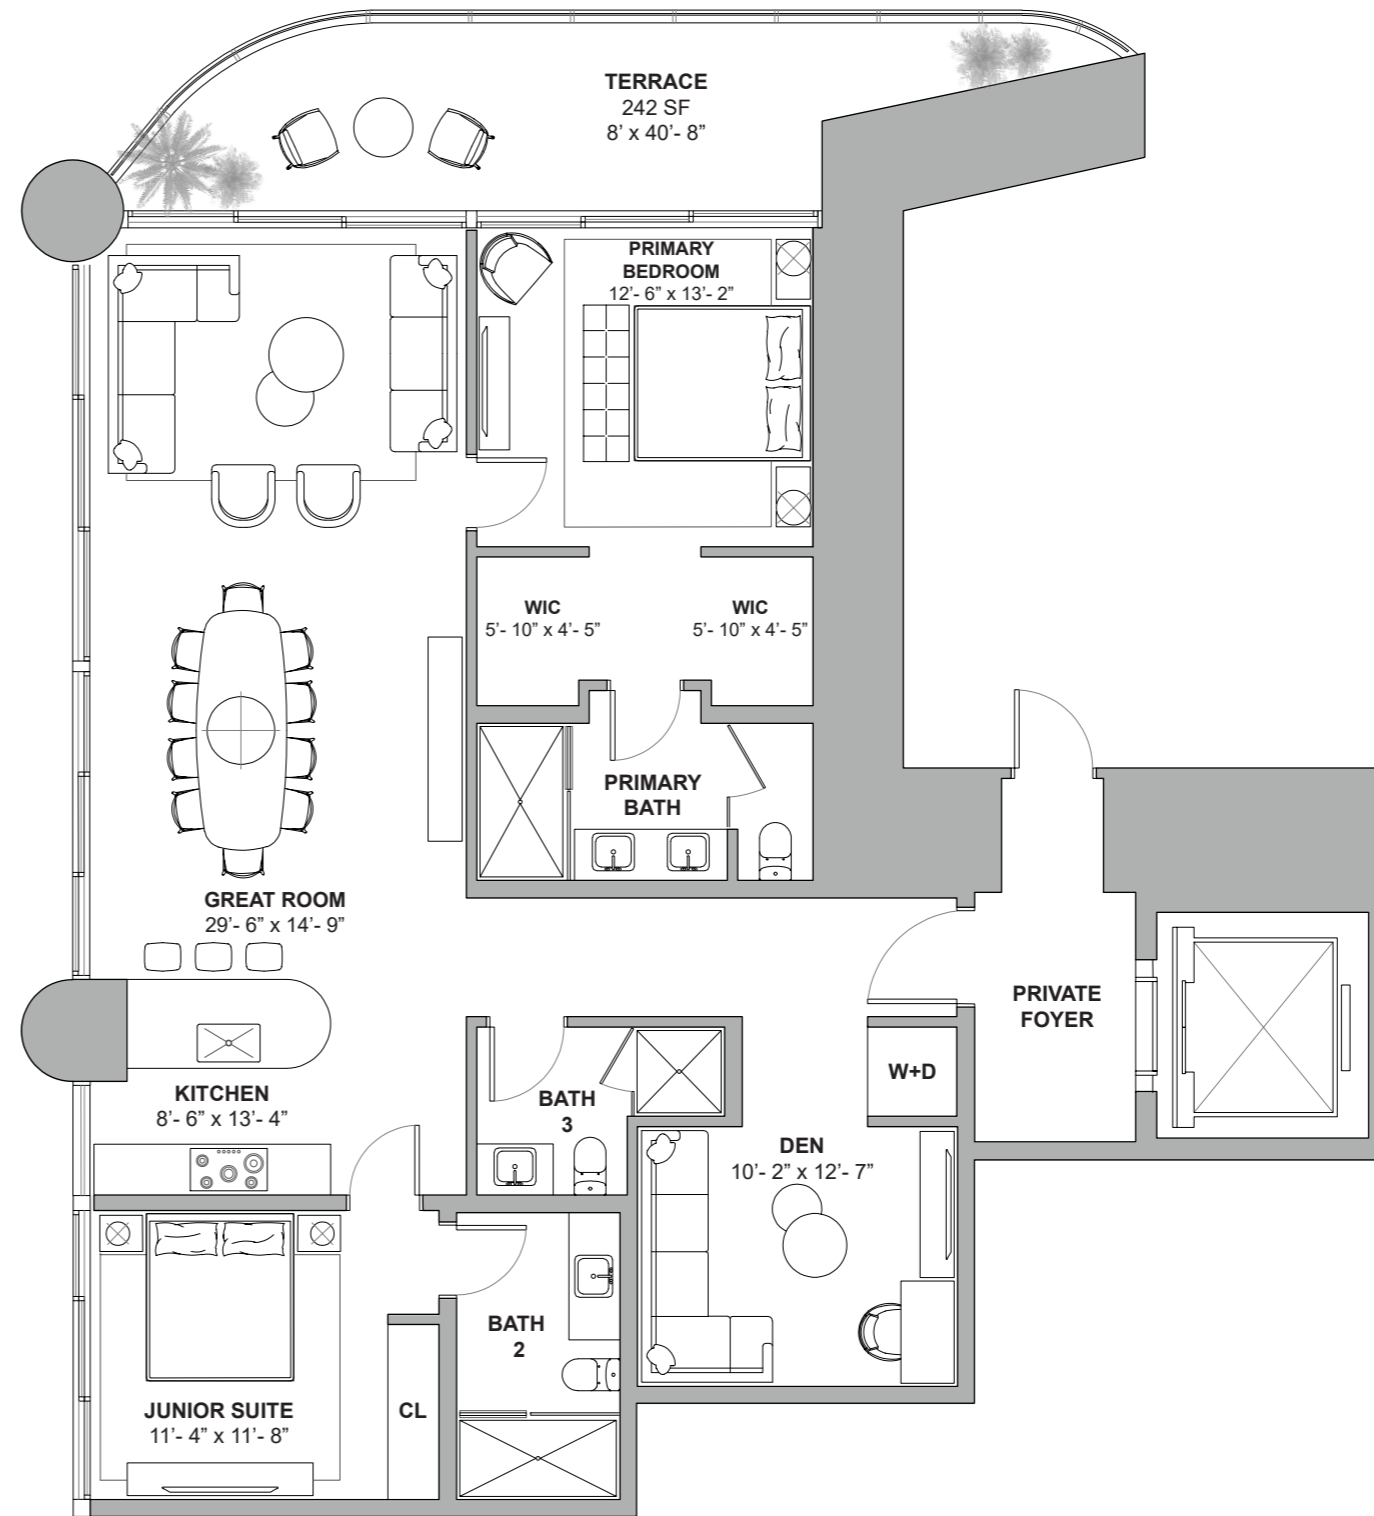 TERRACE
242 SF
8’ x 40’- 8”
PRIMARY
BEDROOM
12’- 6” x 13’- 2”
WIC
5’- 10” x 4’- 5”
WIC
5’- 10” x 4’- 5”
PRIMARY
BATH
GREAT ROOM
29’- 6” x 14’- 9”
PRIVATE
FOYER
KITCHEN
8’- 6” x 13’- 4”
BATH
3
W+D
DEN
10’- 2” x 12’- 7”
BATH
2
JUNIOR SUITE
11’- 4” x 11’- 8”
CL